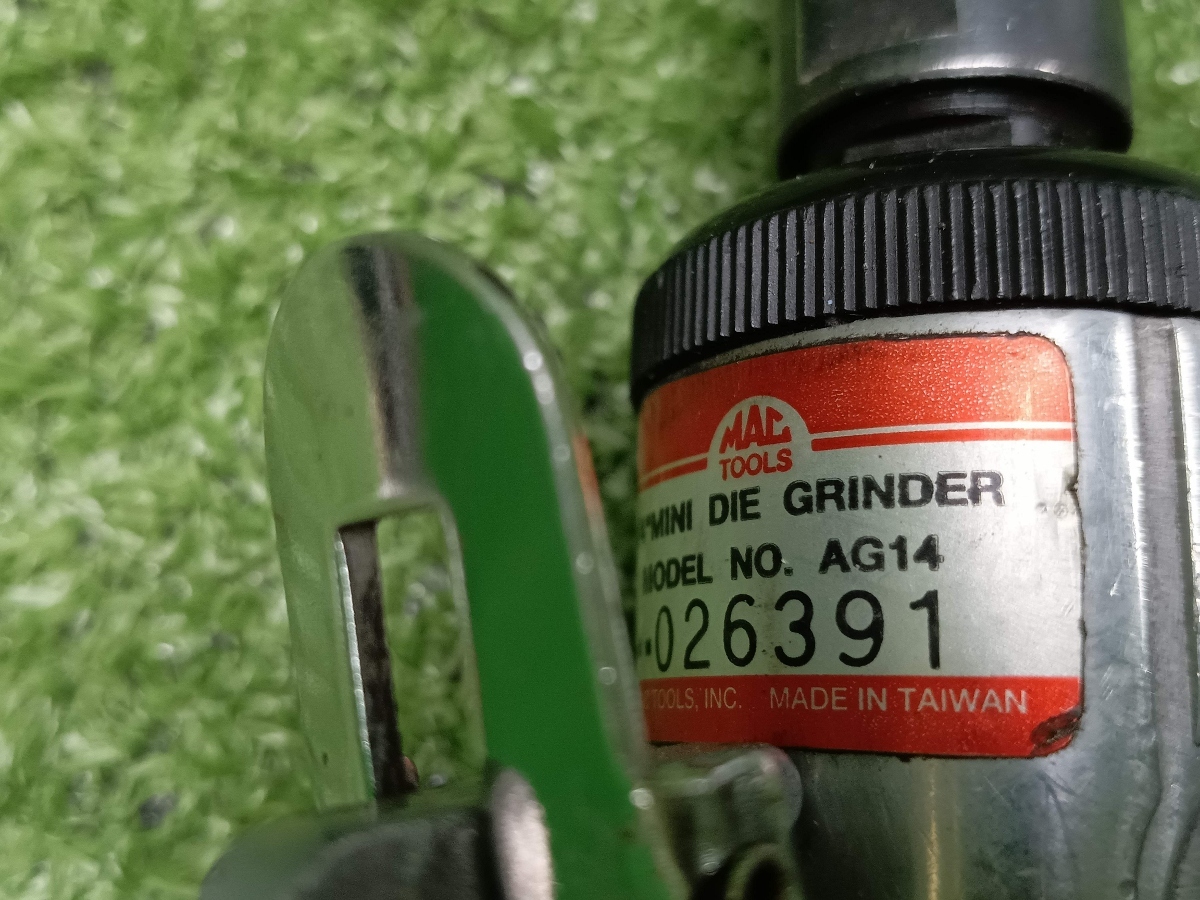 MAC
TOOLS
"MINI DIE GRINDER
MODEL NO. AG14
026391
TOOLS, INC. MADE IN TAIWAN